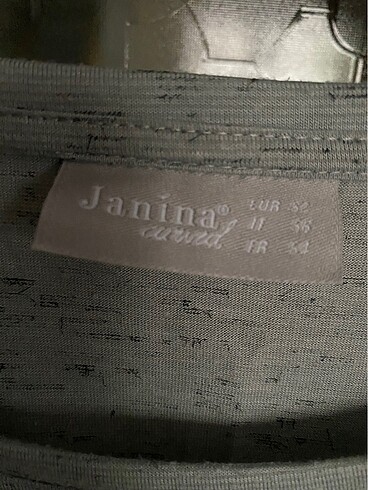 Janina®
curved
EUR 52
IT 56
FR 54